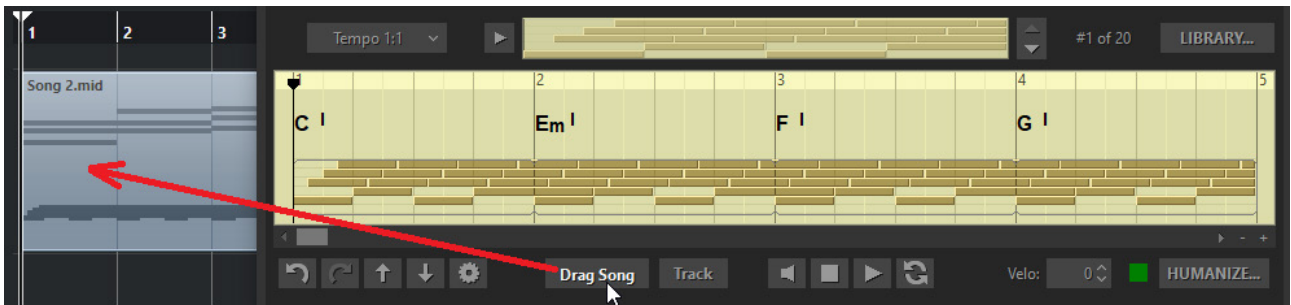 1 2 3
Tempo 1:1
#1 of 20
LIBRARY...
Song 2.mid
1 2 3 4 5
C I Em I F I G I
Drag Song
Track
Velo: 0
HUMANIZE...